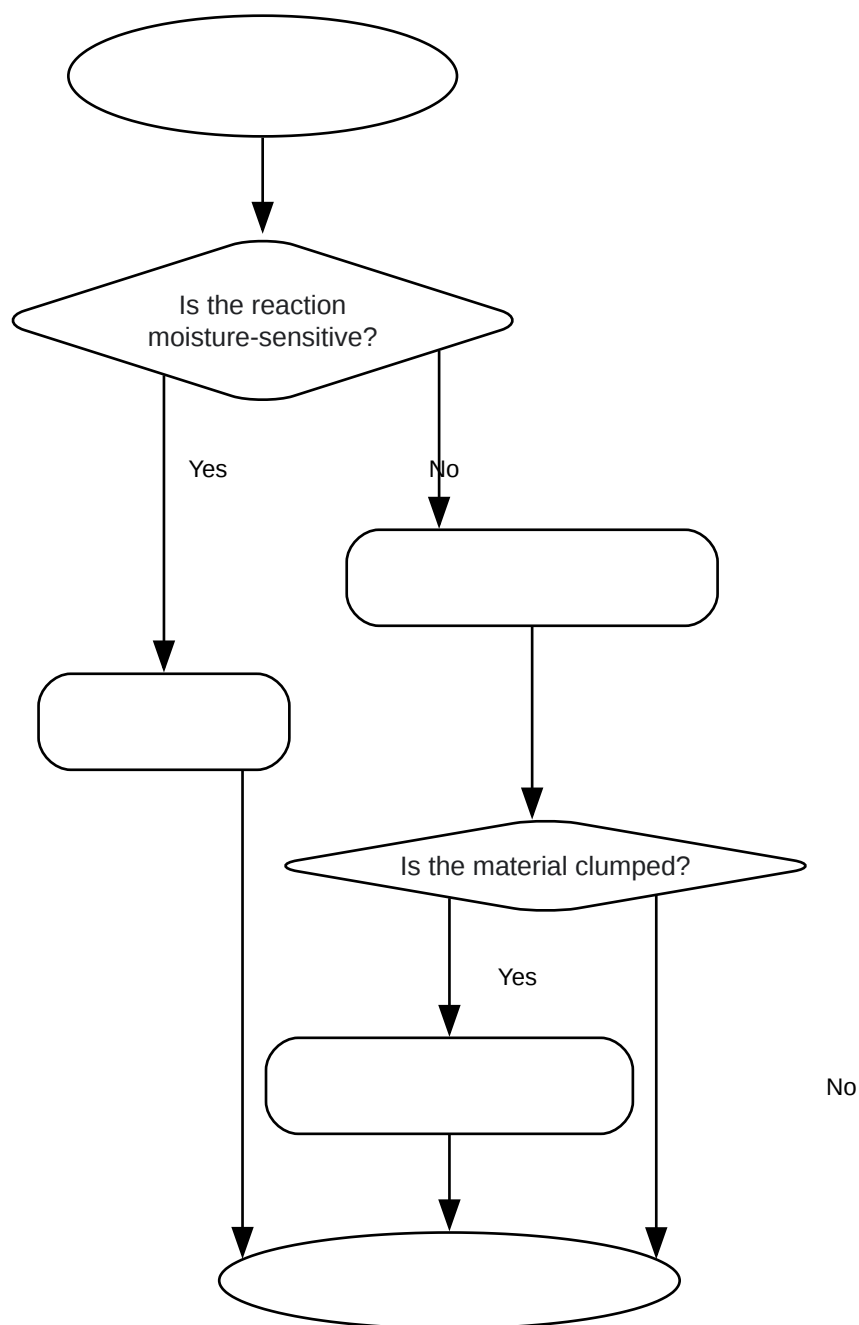 Is the reaction
moisture-sensitive?
Yes
No
Is the material clumped?
Yes
No